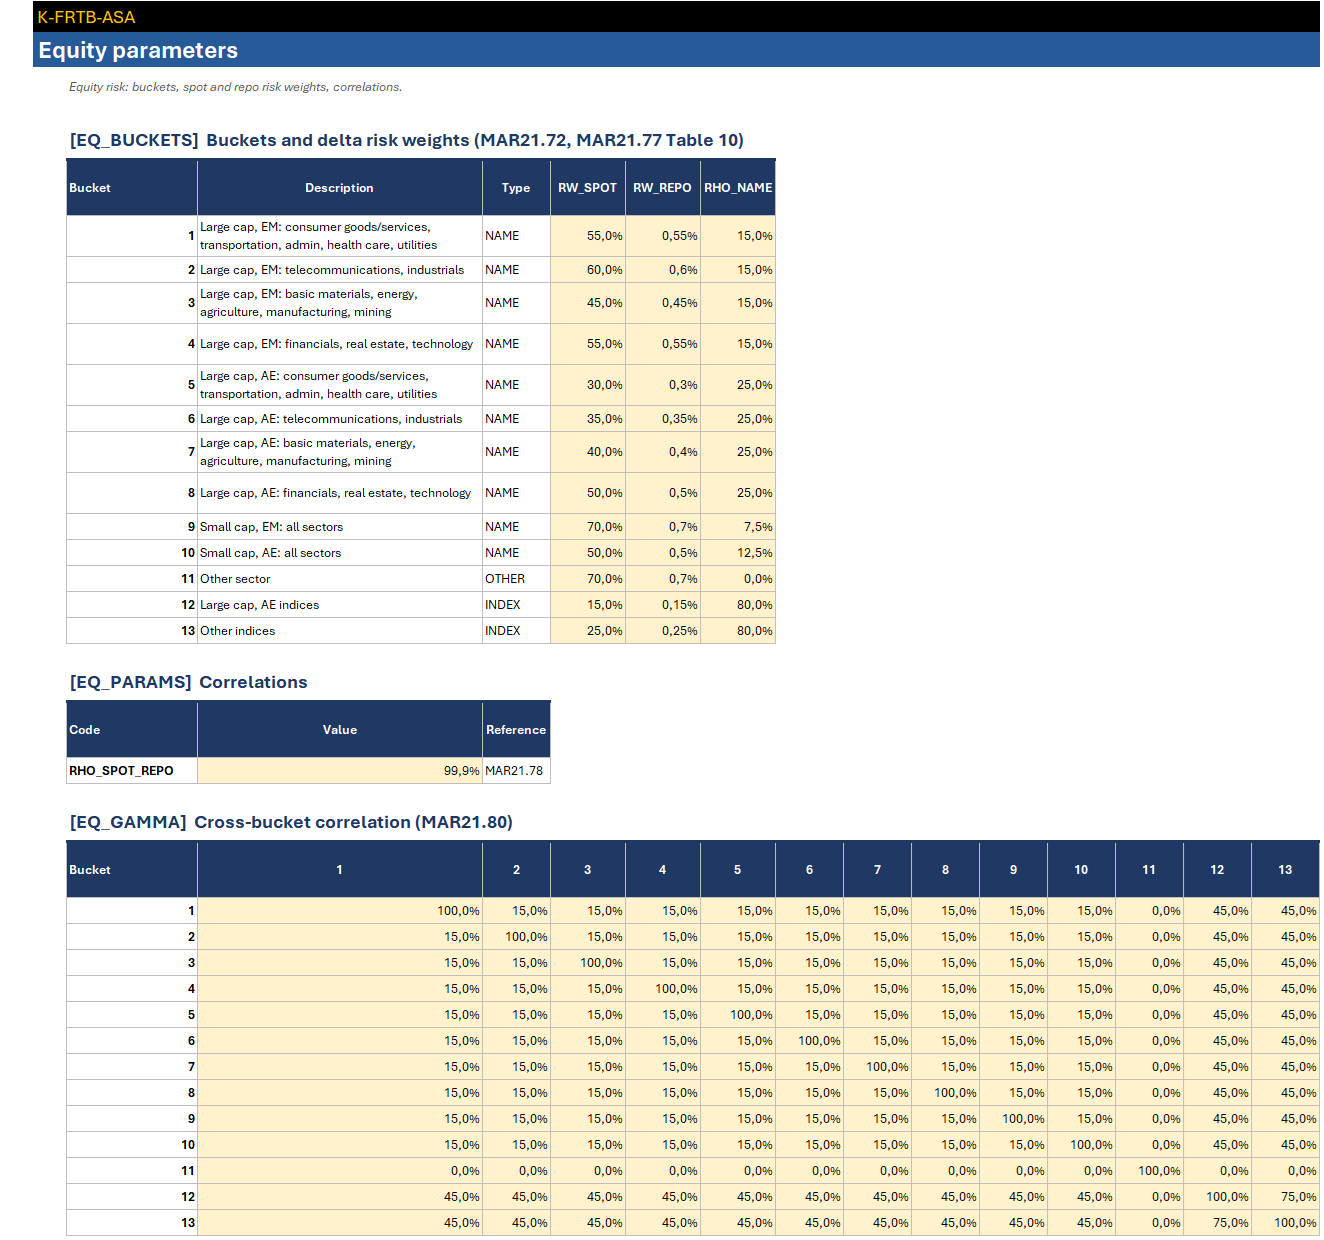 K-FRTB-ASA
Equity parameters
Equity risk: buckets, spot and repo risk weights, correlations.
[EQ_BUCKETS] Buckets and delta risk weights (MAR21.72, MAR21.77 Table 10)
Bucket Description Type RW_SPOT RW_REPO RHO_NAME
1 Large cap, EM: consumer goods/services, transportation, admin, health care, utilities NAME 55,0% 0,55% 15,0%
2 Large cap, EM: telecommunications, industrials NAME 60,0% 0,6% 15,0%
3 Large cap, EM: basic materials, energy, agriculture, manufacturing, mining NAME 45,0% 0,45% 15,0%
4 Large cap, EM: financials, real estate, technology NAME 55,0% 0,55% 15,0%
5 Large cap, AE: consumer goods/services, transportation, admin, health care, utilities NAME 30,0% 0,3% 25,0%
6 Large cap, AE: telecommunications, industrials NAME 35,0% 0,35% 25,0%
7 Large cap, AE: basic materials, energy, agriculture, manufacturing, mining NAME 40,0% 0,4% 25,0%
8 Large cap, AE: financials, real estate, technology NAME 50,0% 0,5% 25,0%
9 Small cap, EM: all sectors NAME 70,0% 0,7% 7,5%
10 Small cap, AE: all sectors NAME 50,0% 0,5% 12,5%
11 Other sector OTHER 70,0% 0,7% 0,0%
12 Large cap, AE indices INDEX 15,0% 0,15% 80,0%
13 Other indices INDEX 25,0% 0,25% 80,0%
[EQ_PARAMS] Correlations
Code Value Reference
RHO_SPOT_REPO 99,9% MAR21.78
[EQ_GAMMA] Cross-bucket correlation (MAR21.80)
Bucket 1 2 3 4 5 6 7 8 9 10 11 12 13
1 100,0% 15,0% 15,0% 15,0% 15,0% 15,0% 15,0% 15,0% 15,0% 15,0% 0,0% 45,0% 45,0%
2 15,0% 100,0% 15,0% 15,0% 15,0% 15,0% 15,0% 15,0% 15,0% 15,0% 0,0% 45,0% 45,0%
3 15,0% 15,0% 100,0% 15,0% 15,0% 15,0% 15,0% 15,0% 15,0% 15,0% 0,0% 45,0% 45,0%
4 15,0% 15,0% 15,0% 100,0% 15,0% 15,0% 15,0% 15,0% 15,0% 15,0% 0,0% 45,0% 45,0%
5 15,0% 15,0% 15,0% 15,0% 100,0% 15,0% 15,0% 15,0% 15,0% 15,0% 0,0% 45,0% 45,0%
6 15,0% 15,0% 15,0% 15,0% 15,0% 100,0% 15,0% 15,0% 15,0% 15,0% 0,0% 45,0% 45,0%
7 15,0% 15,0% 15,0% 15,0% 15,0% 15,0% 100,0% 15,0% 15,0% 15,0% 0,0% 45,0% 45,0%
8 15,0% 15,0% 15,0% 15,0% 15,0% 15,0% 15,0% 100,0% 15,0% 15,0% 0,0% 45,0% 45,0%
9 15,0% 15,0% 15,0% 15,0% 15,0% 15,0% 15,0% 15,0% 100,0% 15,0% 0,0% 45,0% 45,0%
10 15,0% 15,0% 15,0% 15,0% 15,0% 15,0% 15,0% 15,0% 15,0% 100,0% 0,0% 45,0% 45,0%
11 0,0% 0,0% 0,0% 0,0% 0,0% 0,0% 0,0% 0,0% 0,0% 0,0% 100,0% 0,0% 0,0%
12 45,0% 45,0% 45,0% 45,0% 45,0% 45,0% 45,0% 45,0% 45,0% 45,0% 0,0% 100,0% 75,0%
13 45,0% 45,0% 45,0% 45,0% 45,0% 45,0% 45,0% 45,0% 45,0% 45,0% 0,0% 75,0% 100,0%